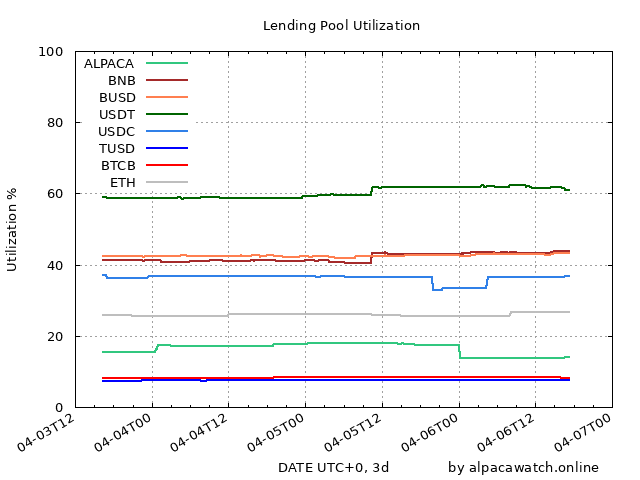 Lending Pool Utilization
100
80
60
40
20
0
Utilization %
ALPACA
BNB
BUSD
USDT
USDC
TUSD
BTCB
ETH
04-03T12
04-04T00
04-04T12
04-05T00
04-05T12
04-06T00
04-06T12
04-07T00
DATE UTC+0, 3d
by alpacawatch.online